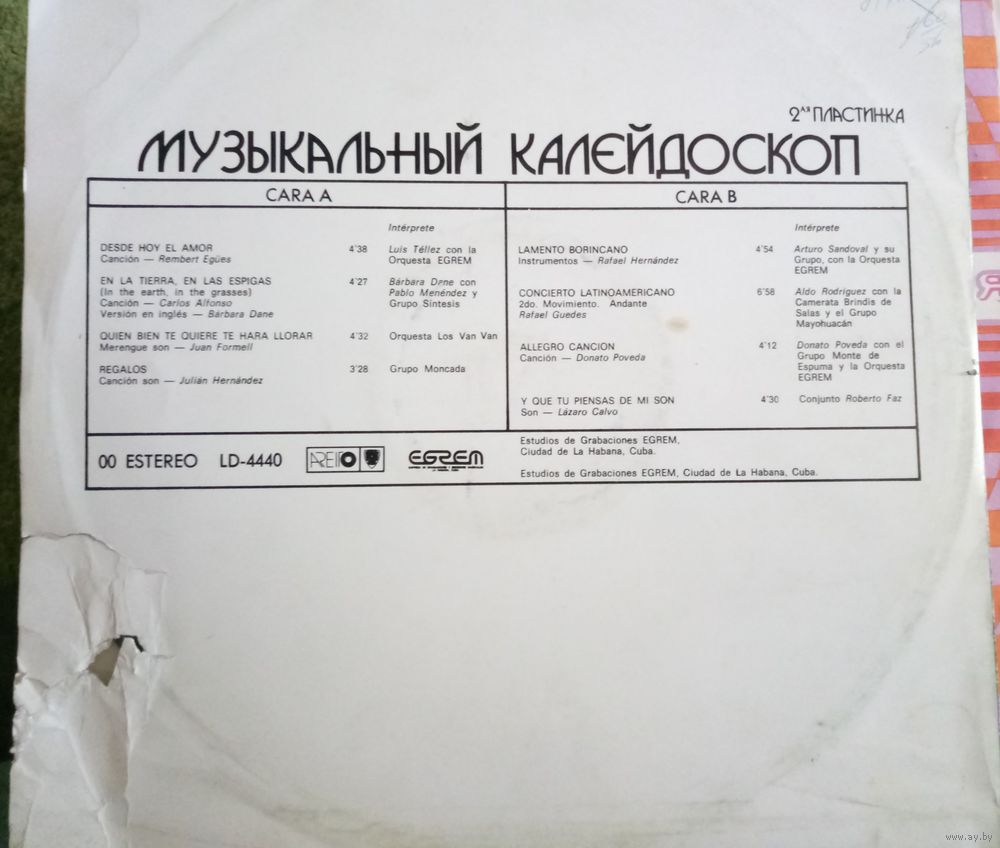 2ля ПЛАСТИНКА
МУЗЫКАЛЬНЫЙ КАЛЕЙДОСКОП
CARA A
Intérprete
DESDE HOY EL AMOR 4'38 Luis Téllez con la
Canción — Rembert Egües Orquesta EGREM
EN LA TIERRA, EN LAS ESPIGAS 4'27 Bárbara Dane con
(In the earth, in the grasses) Pablo Menéndez y
Canción — Carlos Alfonso Grupo Síntesis
Versión en inglés — Bárbara Dane
QUIEN BIEN TE QUIERE TE HARA LLORAR 4'32 Orquesta Los Van Van
Merengue son — Juan Formell
REGALOS 3'28 Grupo Moncada
Canción son — Julián Hernández
CARA B
Intérprete
LAMENTO BORINCANO 4'54 Arturo Sandoval y su
Instrumentos — Rafael Hernández Grupo, con la Orquesta
EGREM
CONCIERTO LATINOAMERICANO 6'58 Aldo Rodríguez con la
2do. Movimiento. Andante Camerata Brindis de
Rafael Guedes Salas y el Grupo
Mayohuacán
ALLEGRO CANCION 4'12 Donato Poveda con el
Canción — Donato Poveda Grupo Monte de
Espuma y la Orquesta
EGREM
Y QUE TU PIENSAS DE MI SON 4'30 Conjunto Roberto Faz
Son — Lázaro Calvo
00 ESTEREO LD-4440 AREITO EGREM
Estudios de Grabaciones EGREM,
Ciudad de La Habana, Cuba.
Estudios de Grabaciones EGREM, Ciudad de La Habana, Cuba.
Я
www.ay.by